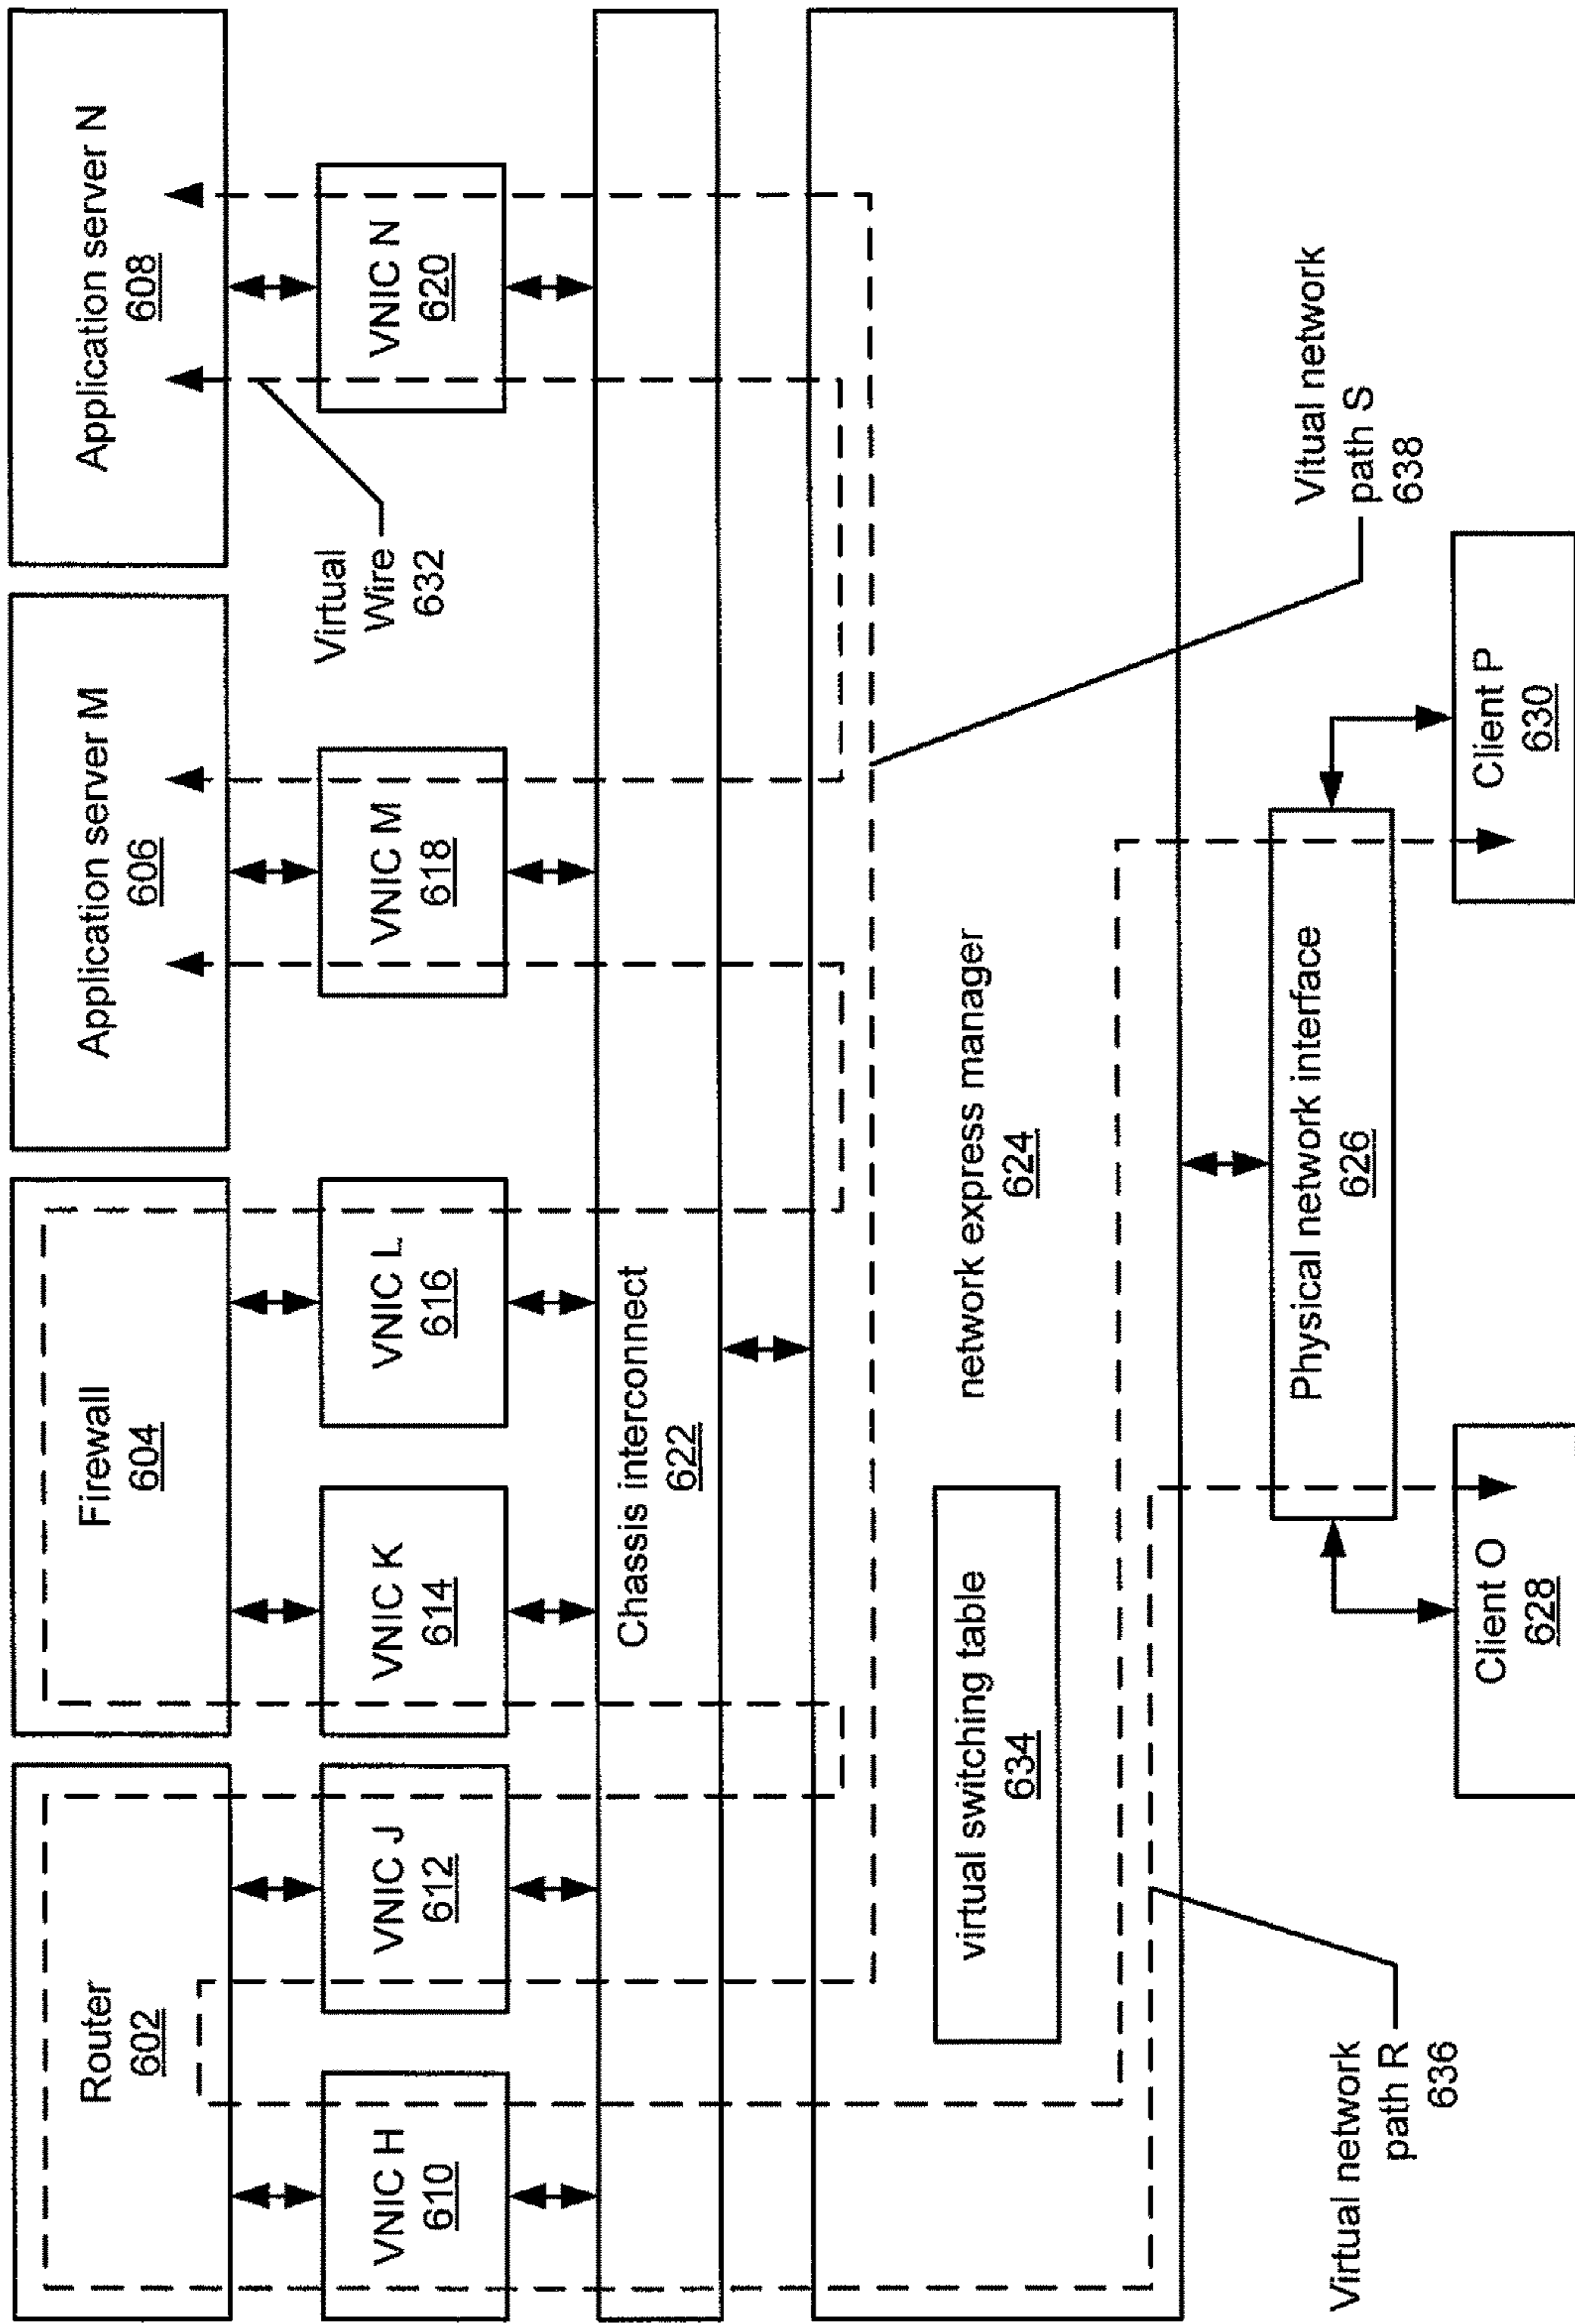 Router
602
Firewall
604
Application server M
606
Application server N
608
VNIC H
610
VNIC J
612
VNIC K
614
VNIC L
616
VNIC M
618
VNIC N
620
Virtual
Wire
632
Chassis interconnect
622
network express manager
624
virtual switching table
634
Physical network interface
626
Virtual network
path R
636
Vitual network
path S
638
Client O
628
Client P
630